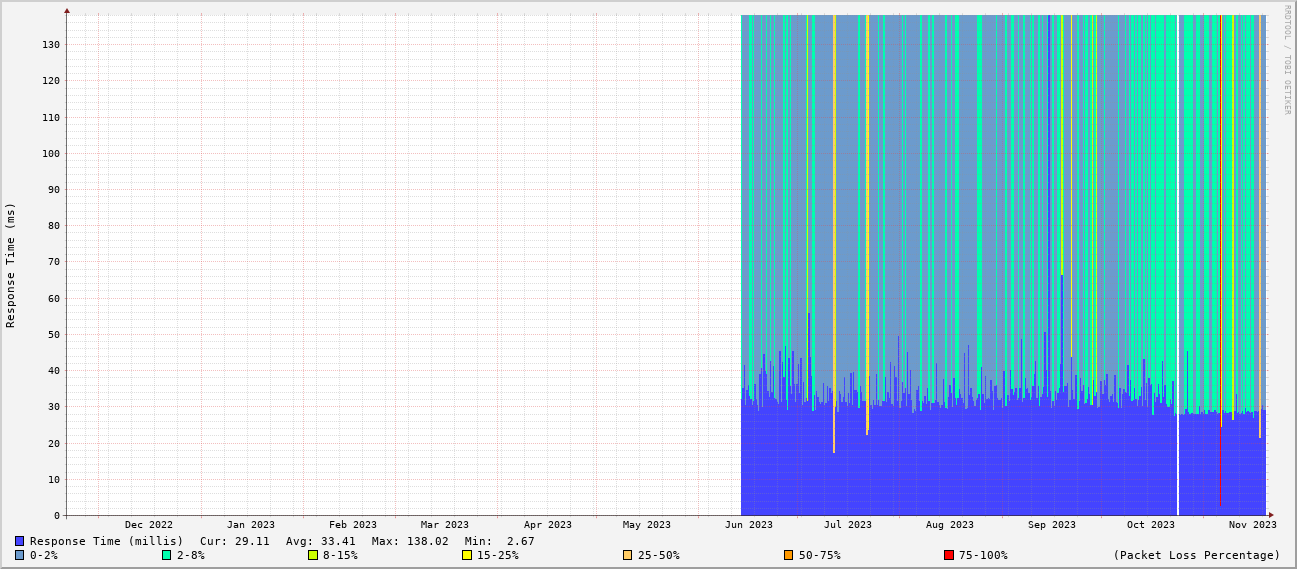 RRDTOOL / TOBI OETIKER
Response Time (ms)
130
120
110
100
90
80
70
60
50
40
30
20
10
0
Dec 2022 Jan 2023 Feb 2023 Mar 2023 Apr 2023 May 2023 Jun 2023 Jul 2023 Aug 2023 Sep 2023 Oct 2023 Nov 2023
Response Time (millis) Cur: 29.11 Avg: 33.41 Max: 138.02 Min: 2.67
0-2% 2-8% 8-15% 15-25% 25-50% 50-75% 75-100% (Packet Loss Percentage)